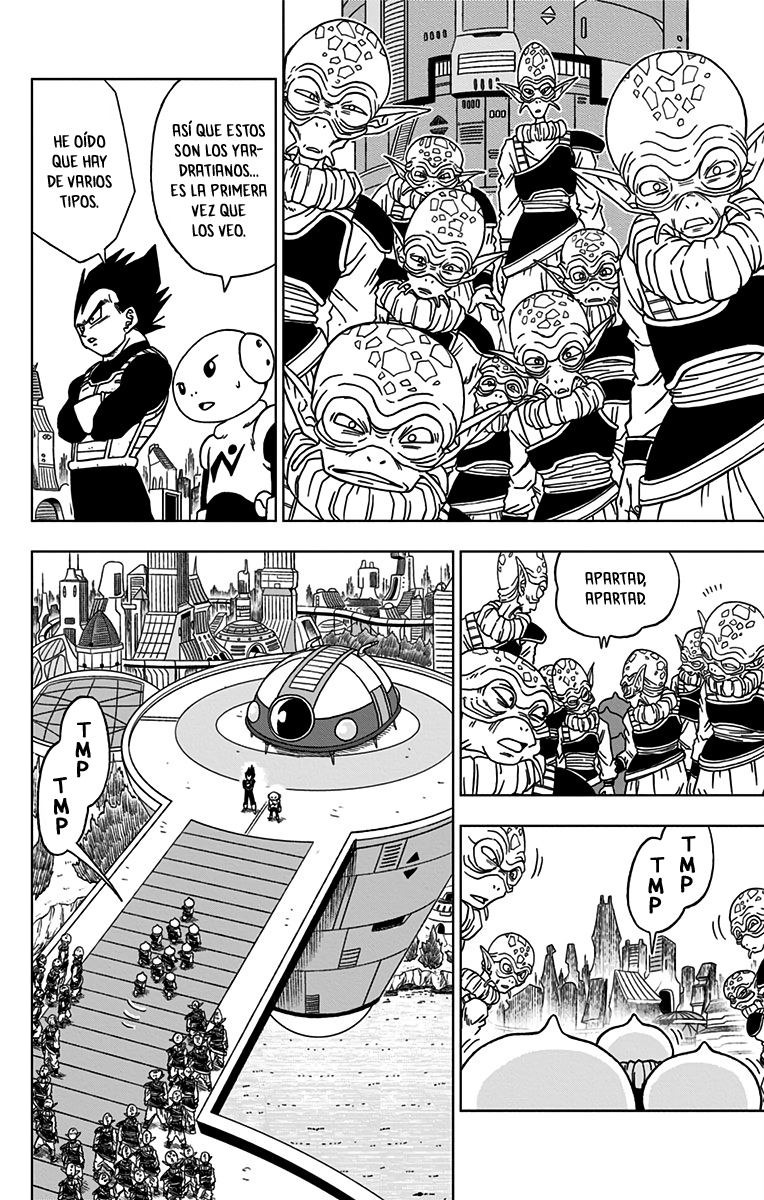 ASÍ QUE ESTOS
SON LOS YAR-
DRATIANOS...
ES LA PRIMERA
VEZ QUE
LOS VEO.
HE OÍDO
QUE HAY
DE VARIOS
TIPOS.
APARTAD,
APARTAD.
TMP
TMP
TMP
TMP